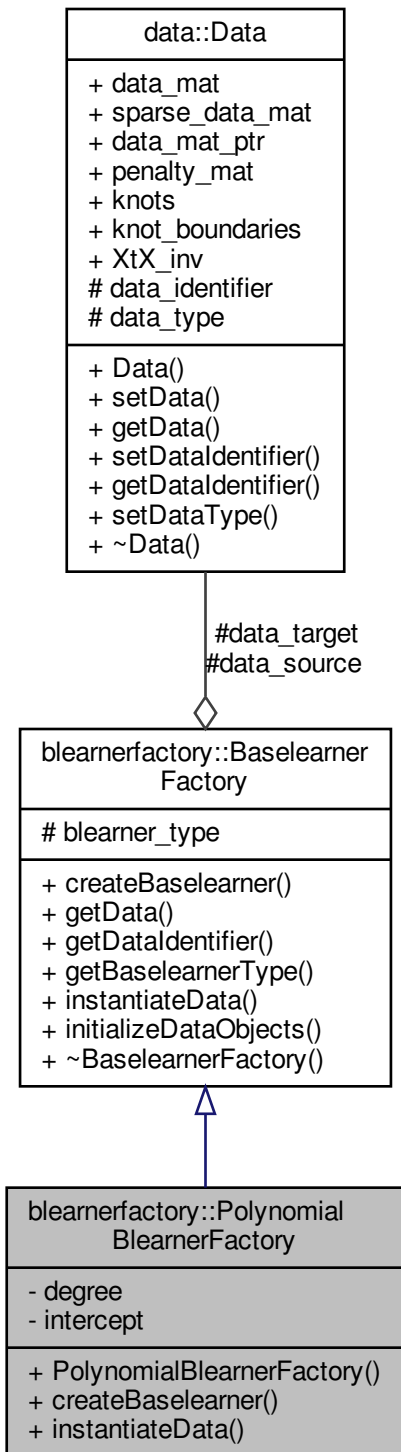 data::Data
+ data_mat
+ sparse_data_mat
+ data_mat_ptr
+ penalty_mat
+ knots
+ knot_boundaries
+ XtX_inv
# data_identifier
# data_type
+ Data()
+ setData()
+ getData()
+ setDataIdentifier()
+ getDataIdentifier()
+ setDataType()
+ ~Data()
#data_target
#data_source
blearnerfactory::Baselearner
Factory
# blearner_type
+ createBaselearner()
+ getData()
+ getDataIdentifier()
+ getBaselearnerType()
+ instantiateData()
+ initializeDataObjects()
+ ~BaselearnerFactory()
blearnerfactory::Polynomial
BlearnerFactory
- degree
- intercept
+ PolynomialBlearnerFactory()
+ createBaselearner()
+ instantiateData()